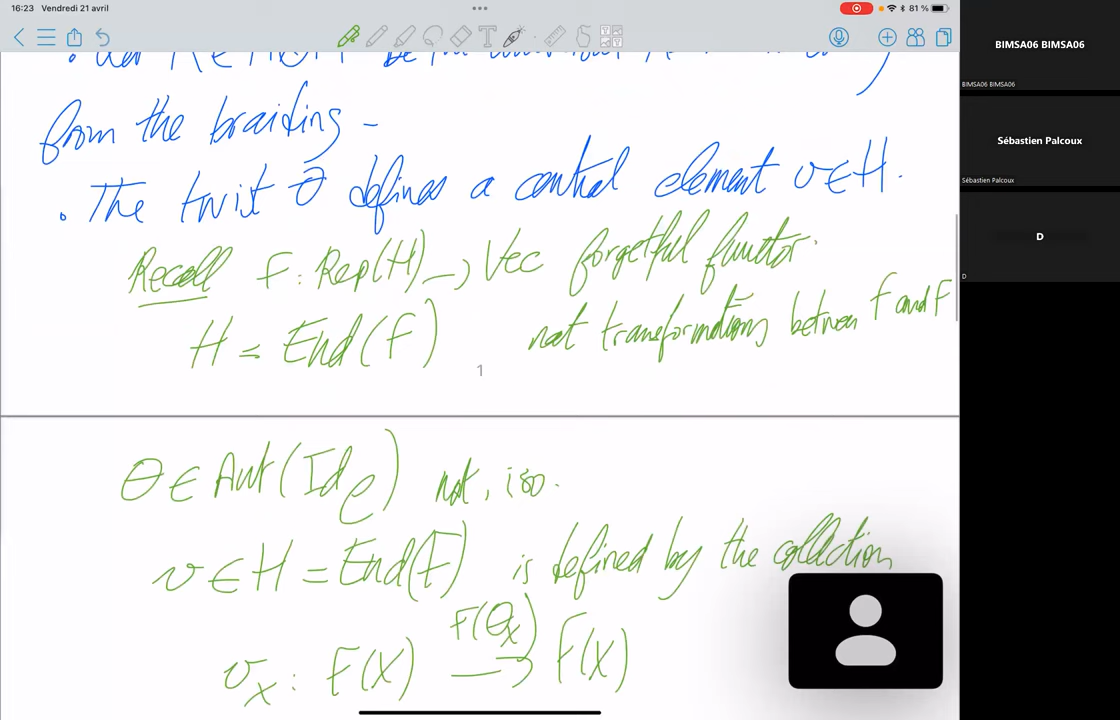 16:23 Vendredi 21 avril
81 %
BIMSA06 BIMSA06
BIMSA06 BIMSA06
Sébastien Palcoux
Sébastien Palcoux
D
D
from the braiding -
. The twist θ defines a central element v ∈ H.
Recall F : Rep(H) → Vec forgetful functor.
H = End(F) nat transformations between F and F
1
θ ∈ Aut(Id_C) nat, iso.
v ∈ H = End(F) is defined by the collection
v_X : F(X) →^{F(θ_X)} F(X)